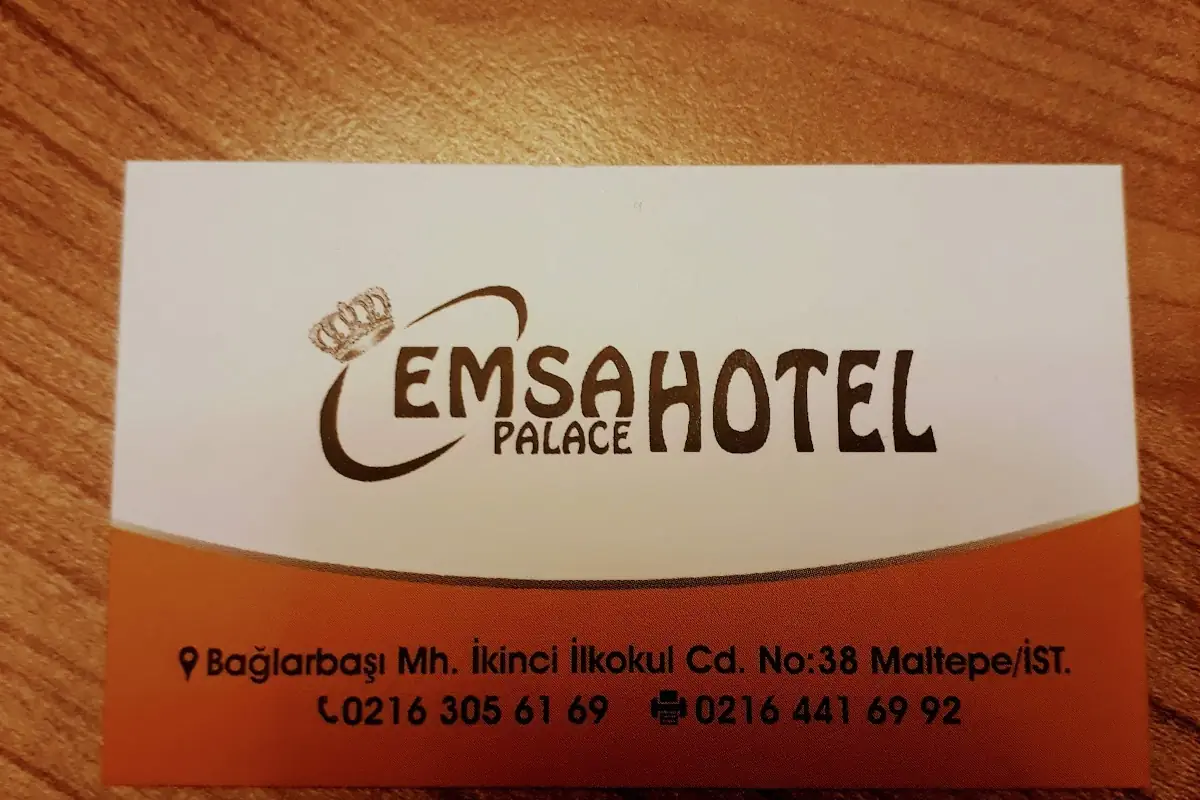 EMSA HOTEL
PALACE
Bağlarbaşı Mh. İkinci İlkokul Cd. No:38 Maltepe/İST.
0216 305 61 69 0216 441 69 92